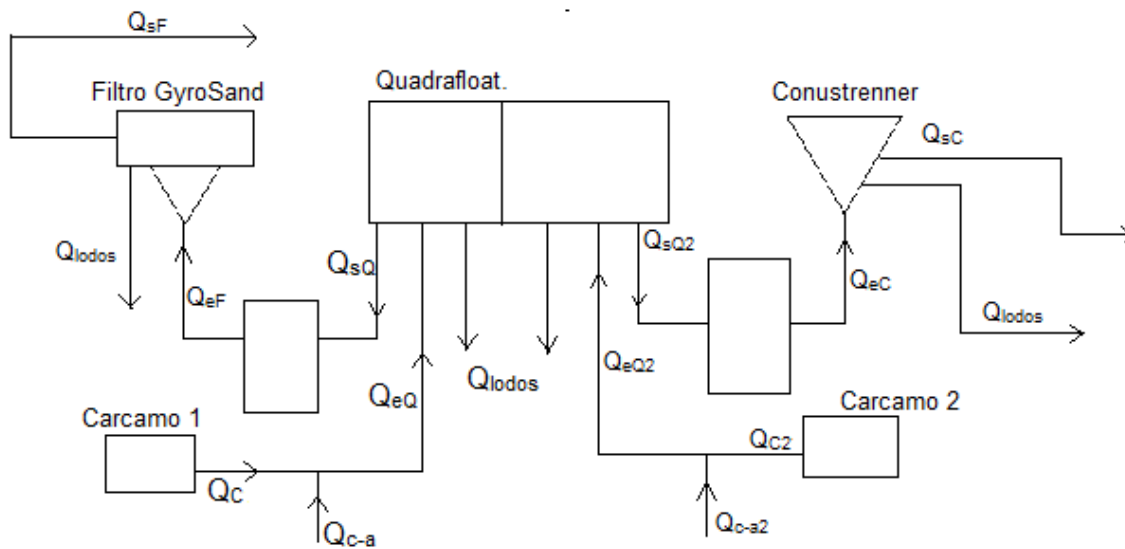 QsF
Filtro GyroSand
Quadrafloat.
Conustrenner
QsC
Qlodos
QeF
QsQ
QsQ2
QeC
Qlodos
QeQ
Qlodos
QeQ2
Carcamo 1
Carcamo 2
QC
QC2
Qc-a
Qc-a2